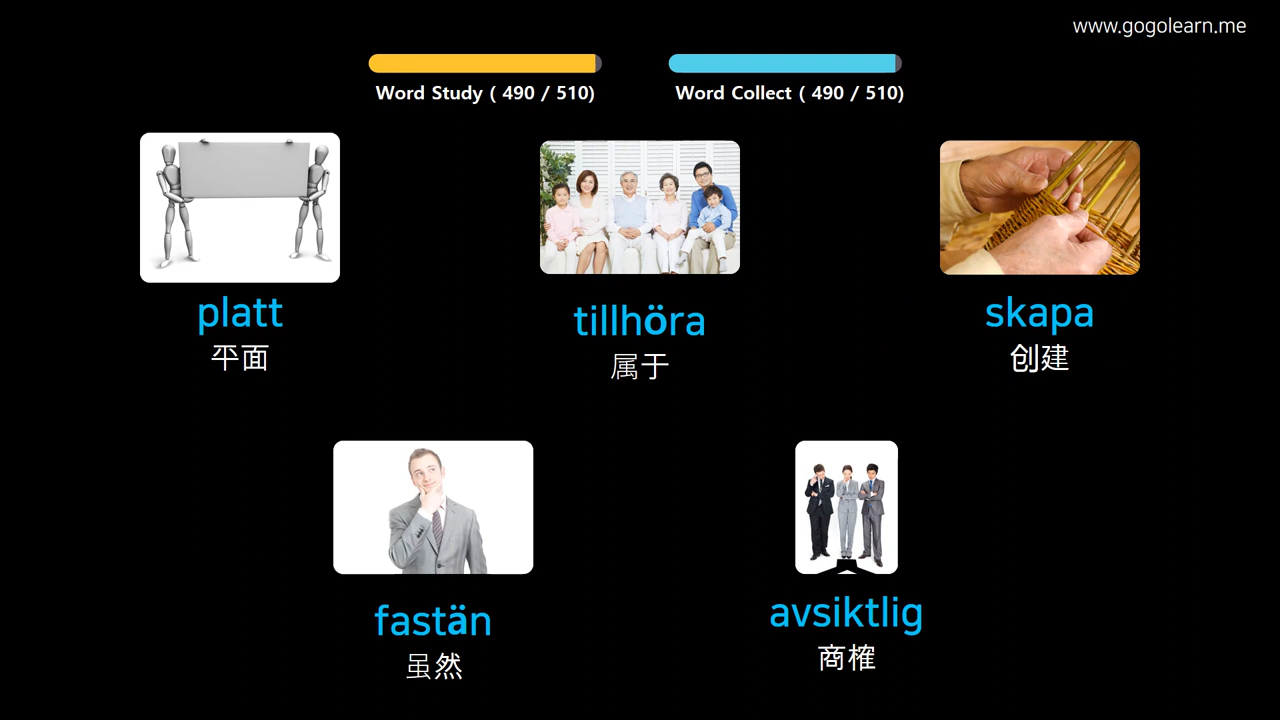 www.gogolearn.me
Word Study ( 490 / 510)
Word Collect ( 490 / 510)
platt
平面
tillhöra
属于
skapa
创建
fastän
虽然
avsiktlig
商榷